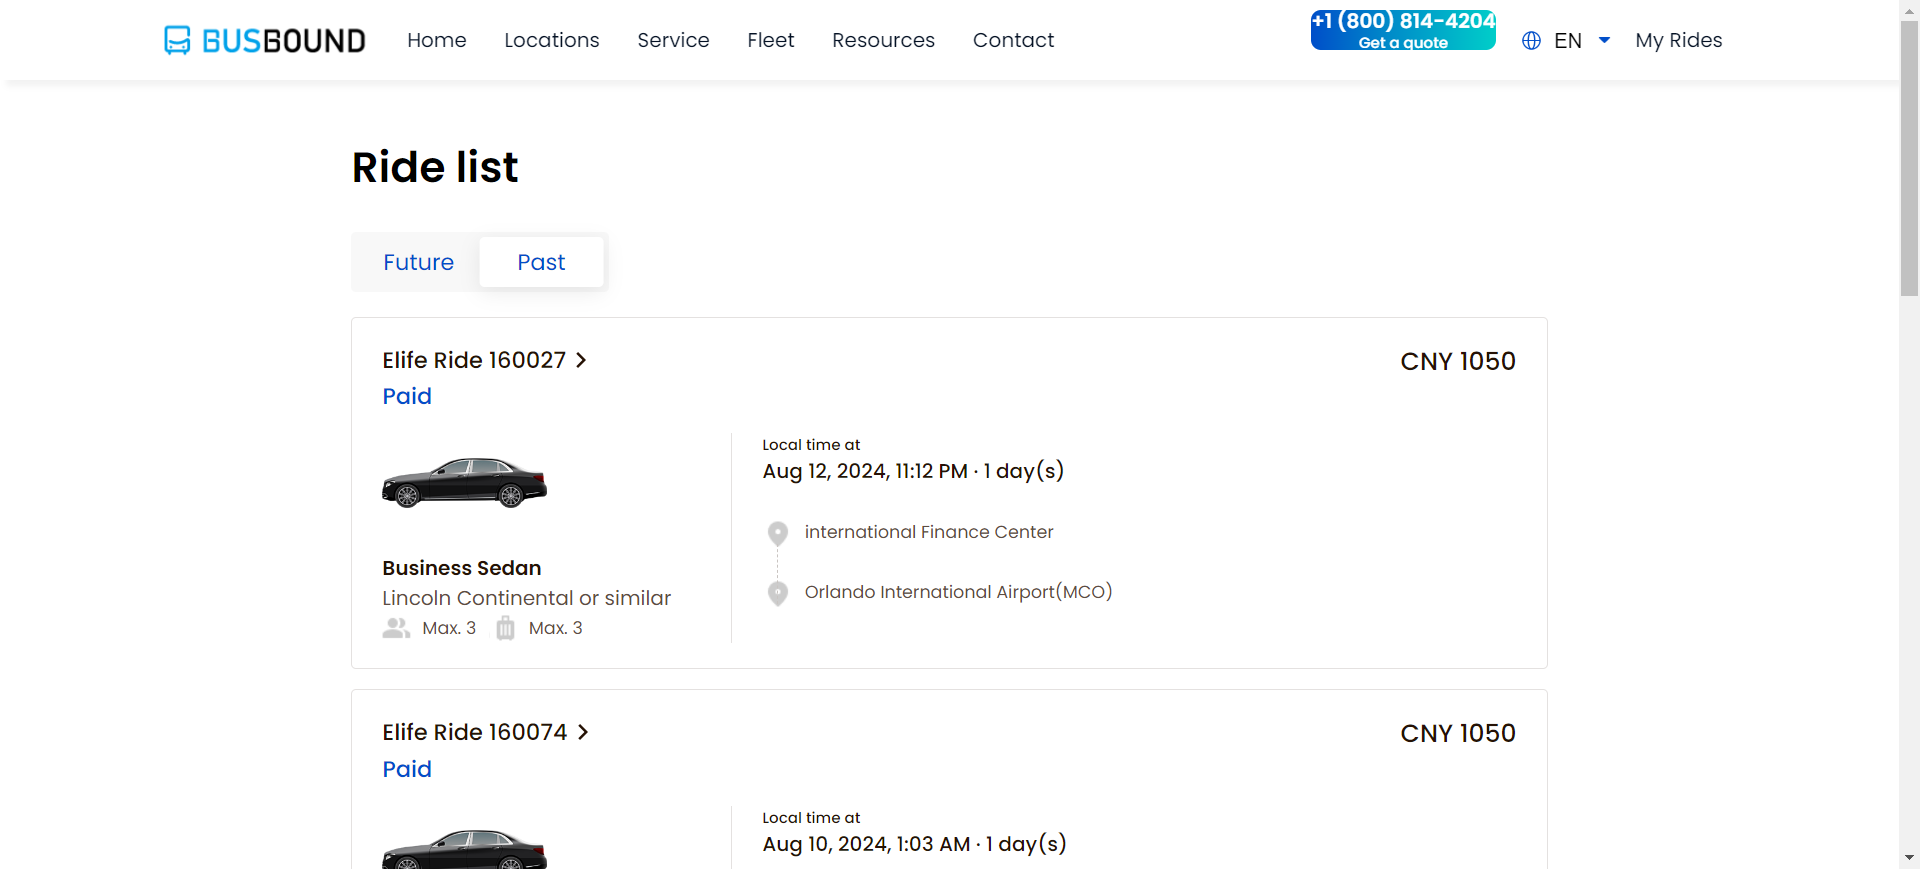 BUSBOUND
Home
Locations
Service
Fleet
Resources
Contact
+1 (800) 814-4204
Get a quote
EN
My Rides
Ride list
Future
Past
Elife Ride 160027
CNY 1050
Paid
Local time at
Aug 12, 2024, 11:12 PM · 1 day(s)
international Finance Center
Orlando International Airport(MCO)
Business Sedan
Lincoln Continental or similar
Max. 3
Max. 3
Elife Ride 160074
CNY 1050
Paid
Local time at
Aug 10, 2024, 1:03 AM · 1 day(s)